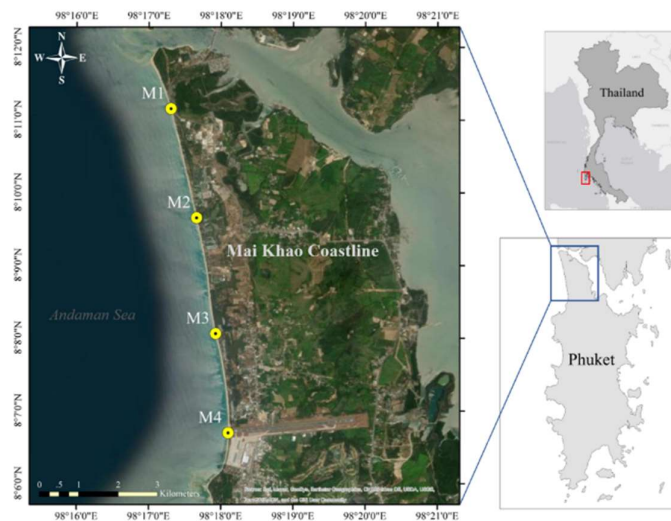 98°16'0"E 98°17'0"E 98°18'0"E 98°19'0"E 98°20'0"E 98°21'0"E
8°12'0"N
8°11'0"N
8°10'0"N
8°9'0"N
8°8'0"N
8°7'0"N
8°6'0"N
N
W E
S
M1
M2
Mai Khao Coastline
Andaman Sea
M3
M4
0 .5 1 2 3
Kilometers
98°16'0"E 98°17'0"E 98°18'0"E 98°19'0"E 98°20'0"E 98°21'0"E
Thailand
Phuket